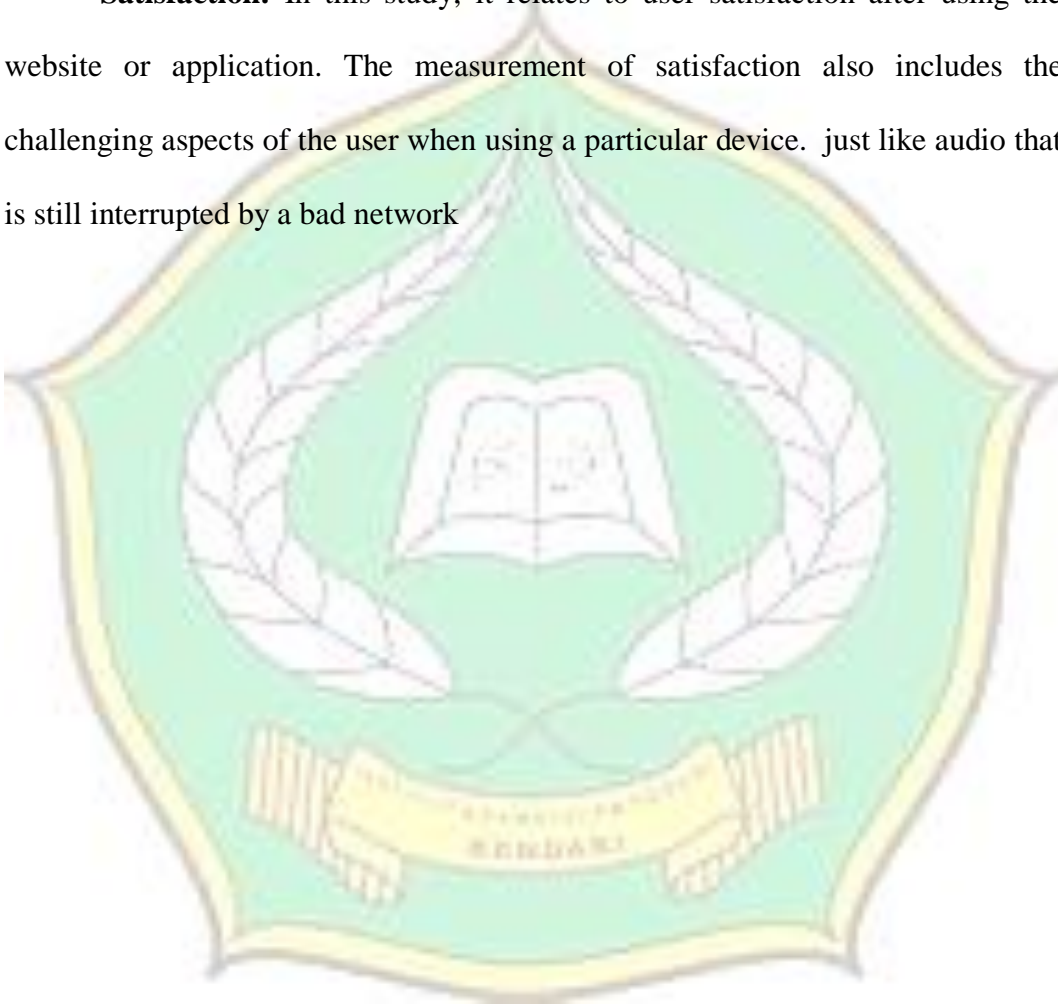 Satisfaction: In this study, it relates to user satisfaction after using the
website or application. The measurement of satisfaction also includes the
challenging aspects of the user when using a particular device. just like audio that
is still interrupted by a bad network
KENDARI